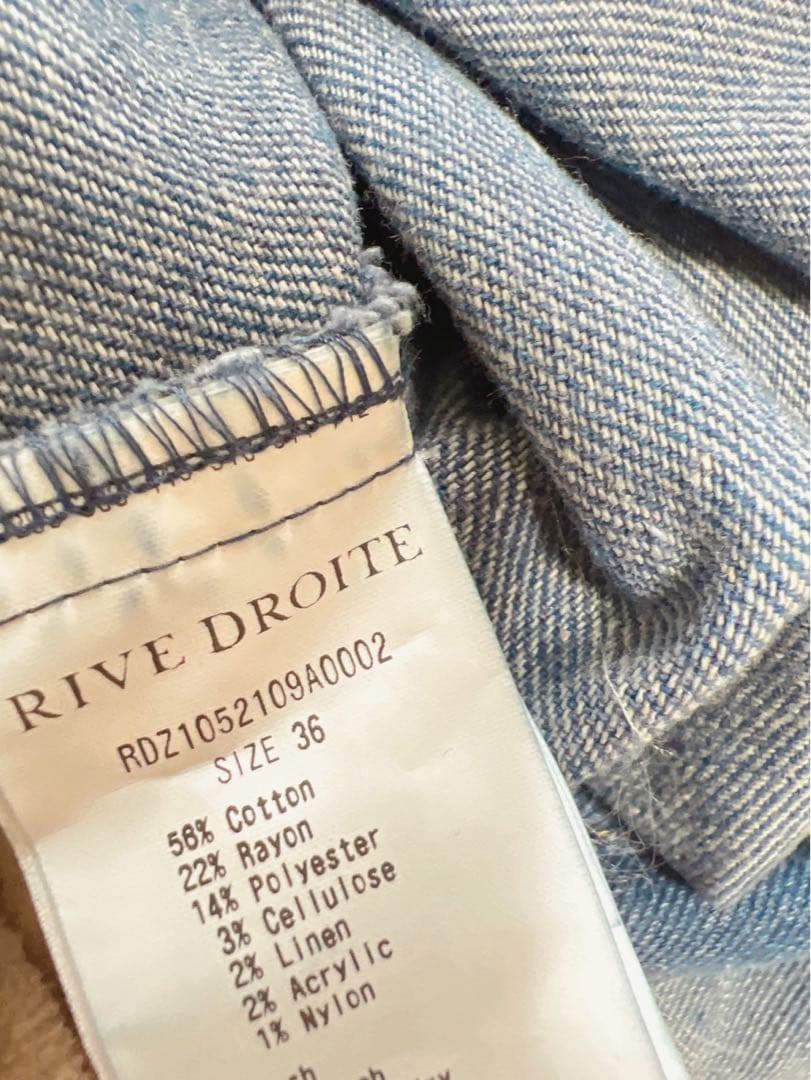 RIVE DROITE
RDZ1052109A0002
SIZE 36
56% Cotton
22% Rayon
14% Polyester
3% Cellulose
2% Linen
2% Acrylic
1% Nylon